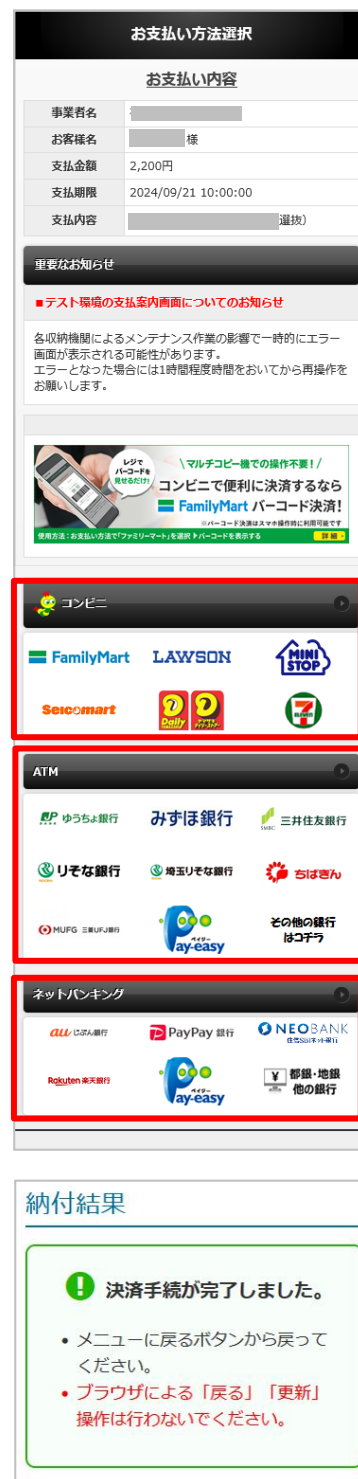 お支払い方法選択
お支払い内容
事業者名
お客様名 様
支払金額 2,200円
支払期限 2024/09/21 10:00:00
支払内容 選抜）
重要なお知らせ
■テスト環境の支払案内画面についてのお知らせ
各収納機関によるメンテナンス作業の影響で一時的にエラー
画面が表示される可能性があります。
エラーとなった場合には1時間程度時間をおいてから再操作を
お願いします。
レジで
バーコードを
見せるだけ!
\マルチコピー機での操作不要！/
コンビニで便利に決済するなら
FamilyMart バーコード決済！
※バーコード決済はスマホ操作時に利用可能です
使用方法：お支払い方法で「ファミリーマート」を選択▶バーコードを表示する 詳細
コンビニ
FamilyMart LAWSON MINI STOP
Seicomart Daily デイリーストア ELEVEN
ATM
ゆうちょ銀行 みずほ銀行 SMBC 三井住友銀行
りそな銀行 埼玉りそな銀行 ちばぎん
MUFG 三菱UFJ銀行 ペイジー Pay-easy その他の銀行
はコチラ
ネットバンキング
au じぶん銀行 PayPay 銀行 NEOBANK
住信SBIネット銀行
Rakuten 楽天銀行 ペイジー Pay-easy ¥ 都銀・地銀
他の銀行
納付結果
決済手続が完了しました。
• メニューに戻るボタンから戻って
ください。
• ブラウザによる「戻る」「更新」
操作は行わないでください。